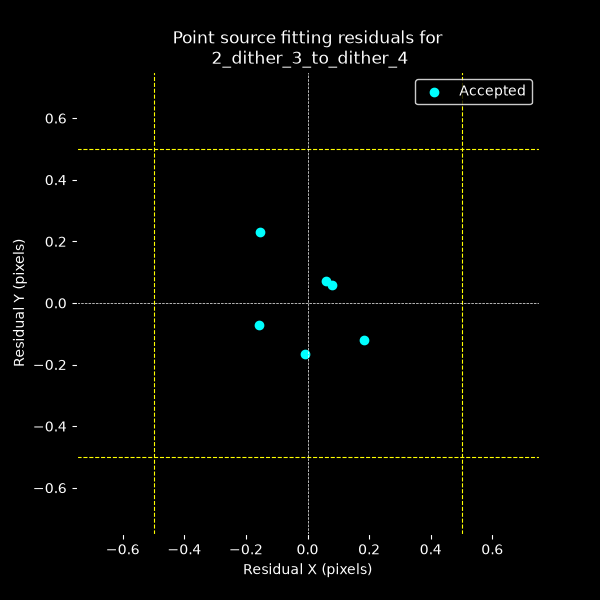 Point source fitting residuals for
2_dither_3_to_dither_4
Accepted
0.6
0.4
0.2
0.0
−0.2
−0.4
−0.6
Residual Y (pixels)
−0.6
−0.4
−0.2
0.0
0.2
0.4
0.6
Residual X (pixels)